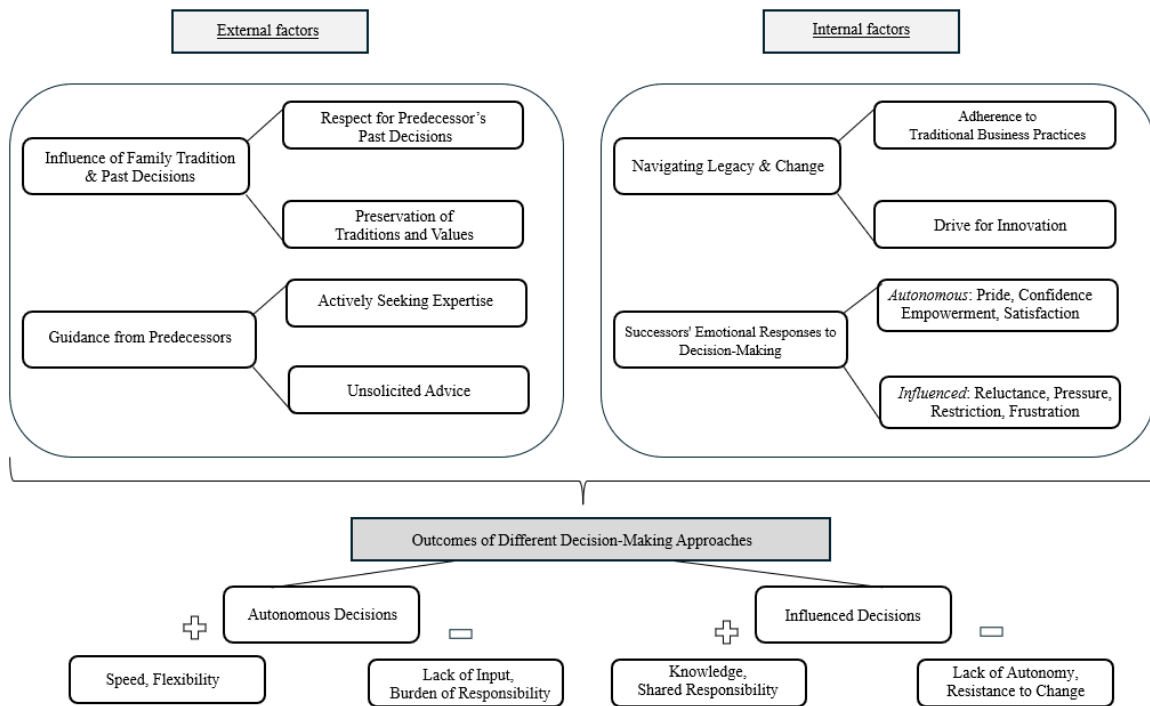 External factors
Internal factors
Influence of Family Tradition
& Past Decisions
Respect for Predecessor’s
Past Decisions
Preservation of
Traditions and Values
Guidance from Predecessors
Actively Seeking Expertise
Unsolicited Advice
Navigating Legacy & Change
Adherence to
Traditional Business Practices
Drive for Innovation
Successors' Emotional Responses to
Decision-Making
Autonomous: Pride, Confidence
Empowerment, Satisfaction
Influenced: Reluctance, Pressure,
Restriction, Frustration
Outcomes of Different Decision-Making Approaches
Autonomous Decisions
Speed, Flexibility
Lack of Input,
Burden of Responsibility
Influenced Decisions
Knowledge,
Shared Responsibility
Lack of Autonomy,
Resistance to Change